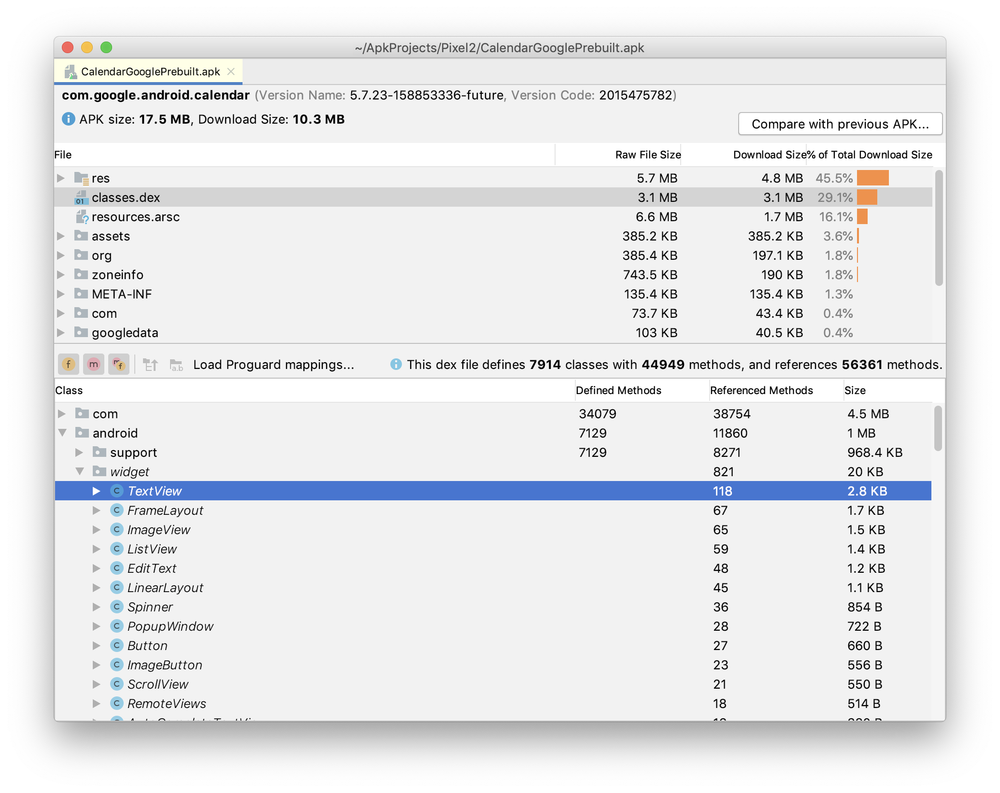 ~/ApkProjects/Pixel2/CalendarGooglePrebuilt.apk
CalendarGooglePrebuilt.apk
com.google.android.calendar (Version Name: 5.7.23-158853336-future, Version Code: 2015475782)
APK size: 17.5 MB, Download Size: 10.3 MB
Compare with previous APK...
File Raw File Size Download Size % of Total Download Size
res 5.7 MB 4.8 MB 45.5%
01 classes.dex 3.1 MB 3.1 MB 29.1%
resources.arsc 6.6 MB 1.7 MB 16.1%
assets 385.2 KB 385.2 KB 3.6%
org 385.4 KB 197.1 KB 1.8%
zoneinfo 743.5 KB 190 KB 1.8%
META-INF 135.4 KB 135.4 KB 1.3%
com 73.7 KB 43.4 KB 0.4%
googledata 103 KB 40.5 KB 0.4%
f m m f a.b Load Proguard mappings... This dex file defines 7914 classes with 44949 methods, and references 56361 methods.
Class Defined Methods Referenced Methods Size
com 34079 38754 4.5 MB
android 7129 11860 1 MB
support 7129 8271 968.4 KB
widget 821 20 KB
C TextView 118 2.8 KB
C FrameLayout 67 1.7 KB
C ImageView 65 1.5 KB
C ListView 59 1.4 KB
C EditText 48 1.2 KB
C LinearLayout 45 1.1 KB
C Spinner 36 854 B
C PopupWindow 28 722 B
C Button 27 660 B
C ImageButton 23 556 B
C ScrollView 21 550 B
C RemoteViews 18 514 B